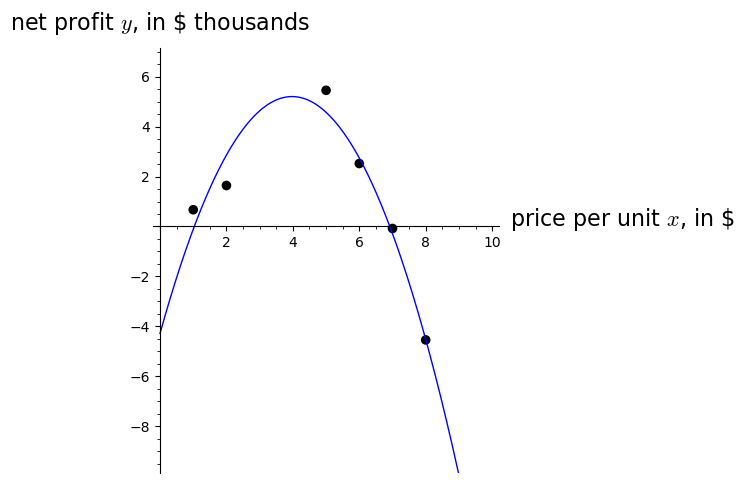 net profit y, in $ thousands
6
4
2
price per unit x, in $
2 4 6 8 10
−2
−4
−6
−8